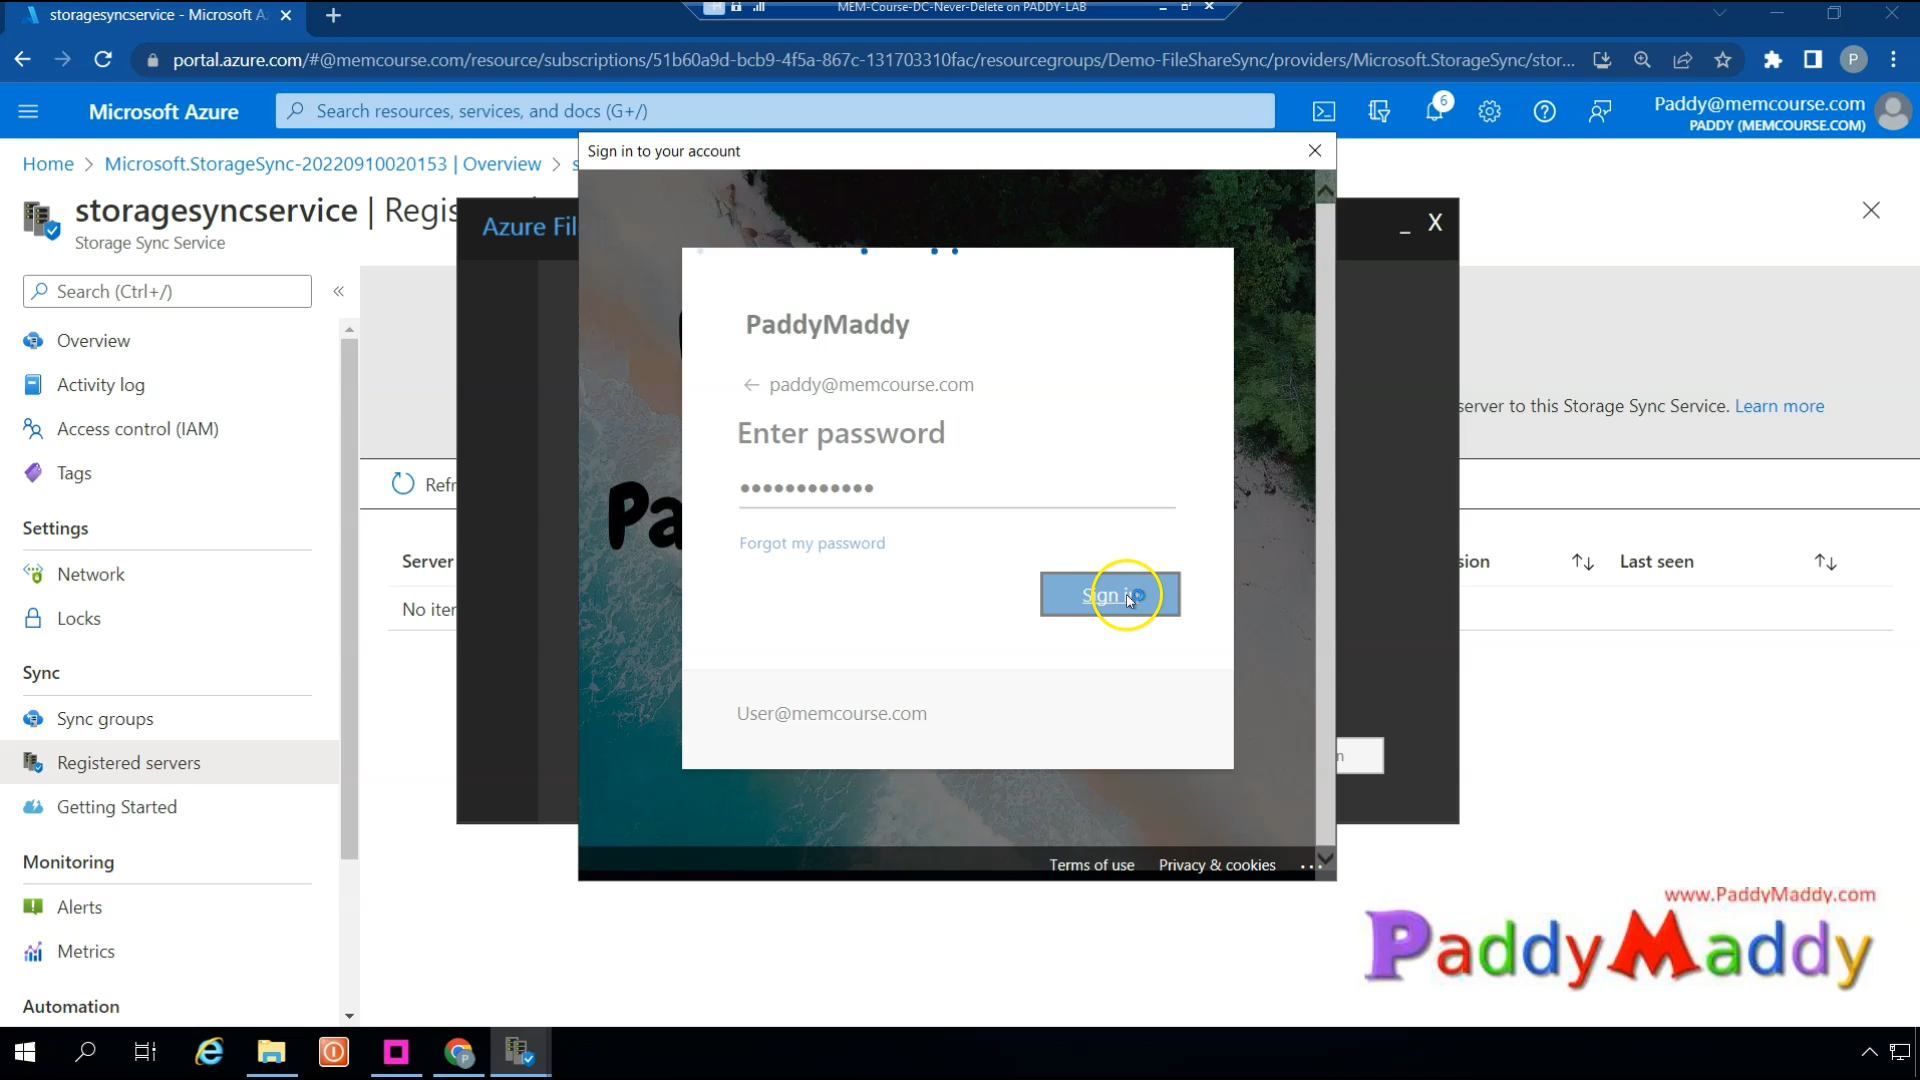 storagesyncservice - Microsoft A
MEM-Course-DC-Never-Delete on PADDY-LAB
portal.azure.com/#@memcourse.com/resource/subscriptions/51b60a9d-bcb9-4f5a-867c-131703310fac/resourcegroups/Demo-FileShareSync/providers/Microsoft.StorageSync/stor...
P
Microsoft Azure
Search resources, services, and docs (G+/)
6
Paddy@memcourse.com
PADDY (MEMCOURSE.COM)
Home > Microsoft.StorageSync-20220910020153 | Overview > s
storagesyncservice | Regis
Storage Sync Service
Search (Ctrl+/)
«
Overview
Activity log
Access control (IAM)
Tags
Settings
Network
Locks
Sync
Sync groups
Registered servers
Getting Started
Monitoring
Alerts
Metrics
Automation
Refr
Server
No iter
Azure Fil
_ X
Sign in to your account
Pa
PaddyMaddy
paddy@memcourse.com
Enter password
Forgot my password
Sign i
User@memcourse.com
Terms of use
Privacy & cookies
...
n
server to this Storage Sync Service. Learn more
sion
Last seen
www.PaddyMaddy.com
PaddyMaddy